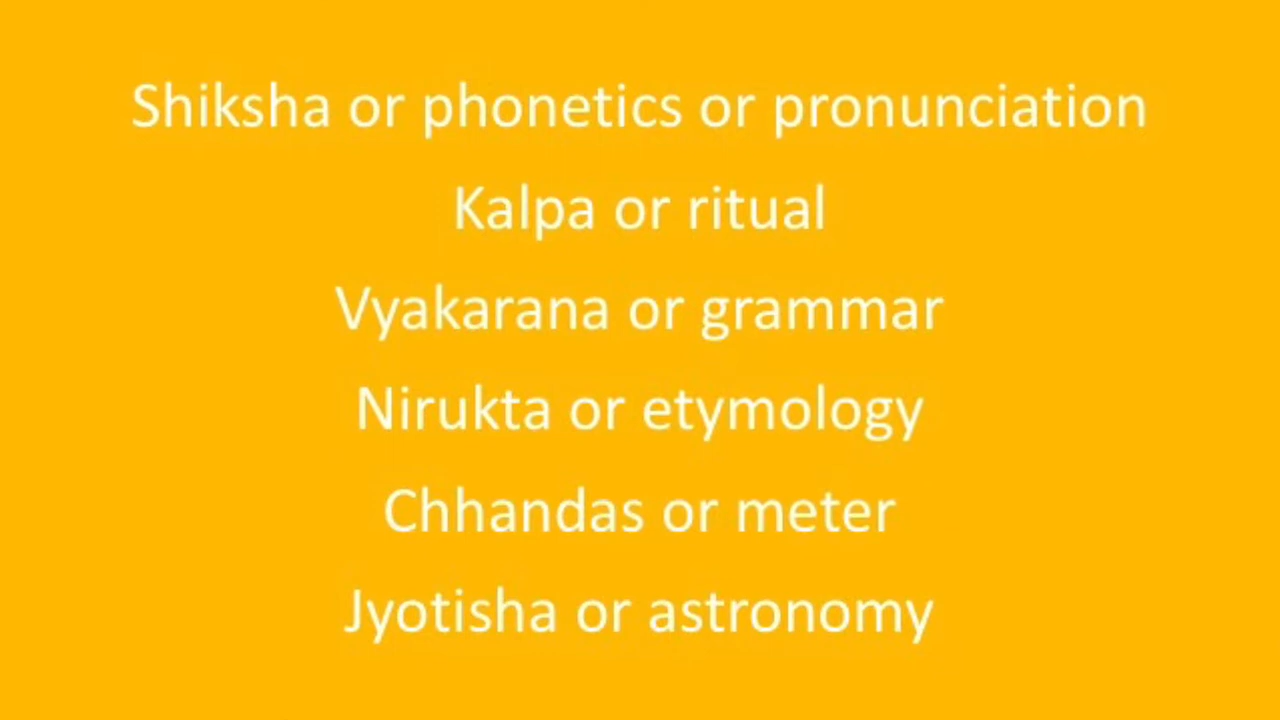 Shiksha or phonetics or pronunciation
Kalpa or ritual
Vyakarana or grammar
Nirukta or etymology
Chhandas or meter
Jyotisha or astronomy